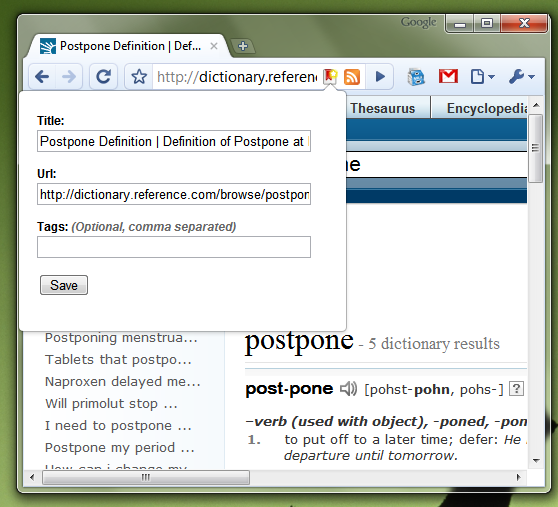 Google
Postpone Definition | Def...
http://dictionary.referenc
Thesaurus
Encyclopedia
Title:
Postpone Definition | Definition of Postpone at
Url:
http://dictionary.reference.com/browse/postpon
Tags: (Optional, comma separated)
Save
ne
Postponing menstrua...
Tablets that postpo...
Naproxen delayed me...
Will primolut stop ...
I need to postpone ...
Postpone my period ...
How can i change my
postpone - 5 dictionary results
post-pone [pohst-pohn, pohs-] ?
–verb (used with object), -poned, -pon
1. to put off to a later time; defer: He
departure until tomorrow.